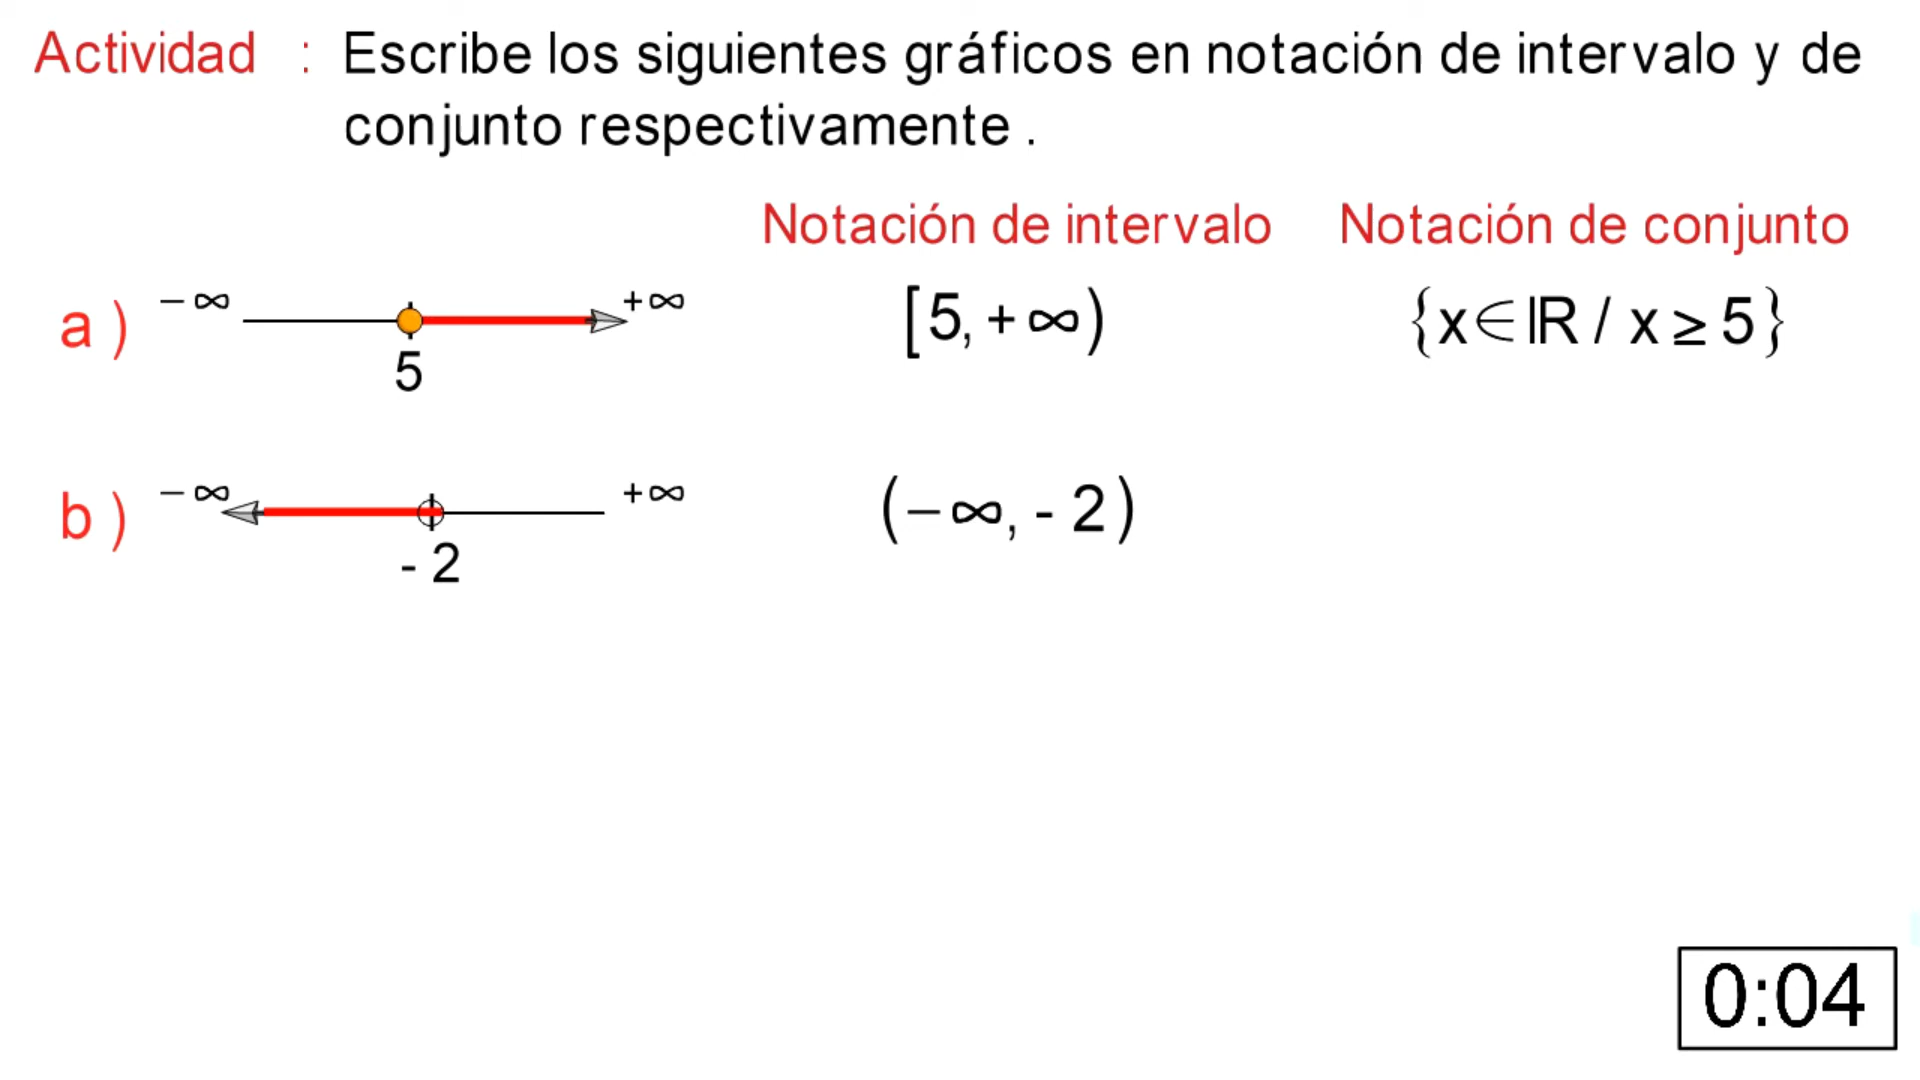 Actividad : Escribe los siguientes gráficos en notación de intervalo y de
conjunto respectivamente .
Notación de intervalo Notación de conjunto
a ) − ∞ +∞ [5, + ∞) {x∈ℝ / x ≥ 5}
5
b ) − ∞ +∞ (− ∞, - 2)
- 2
0:04